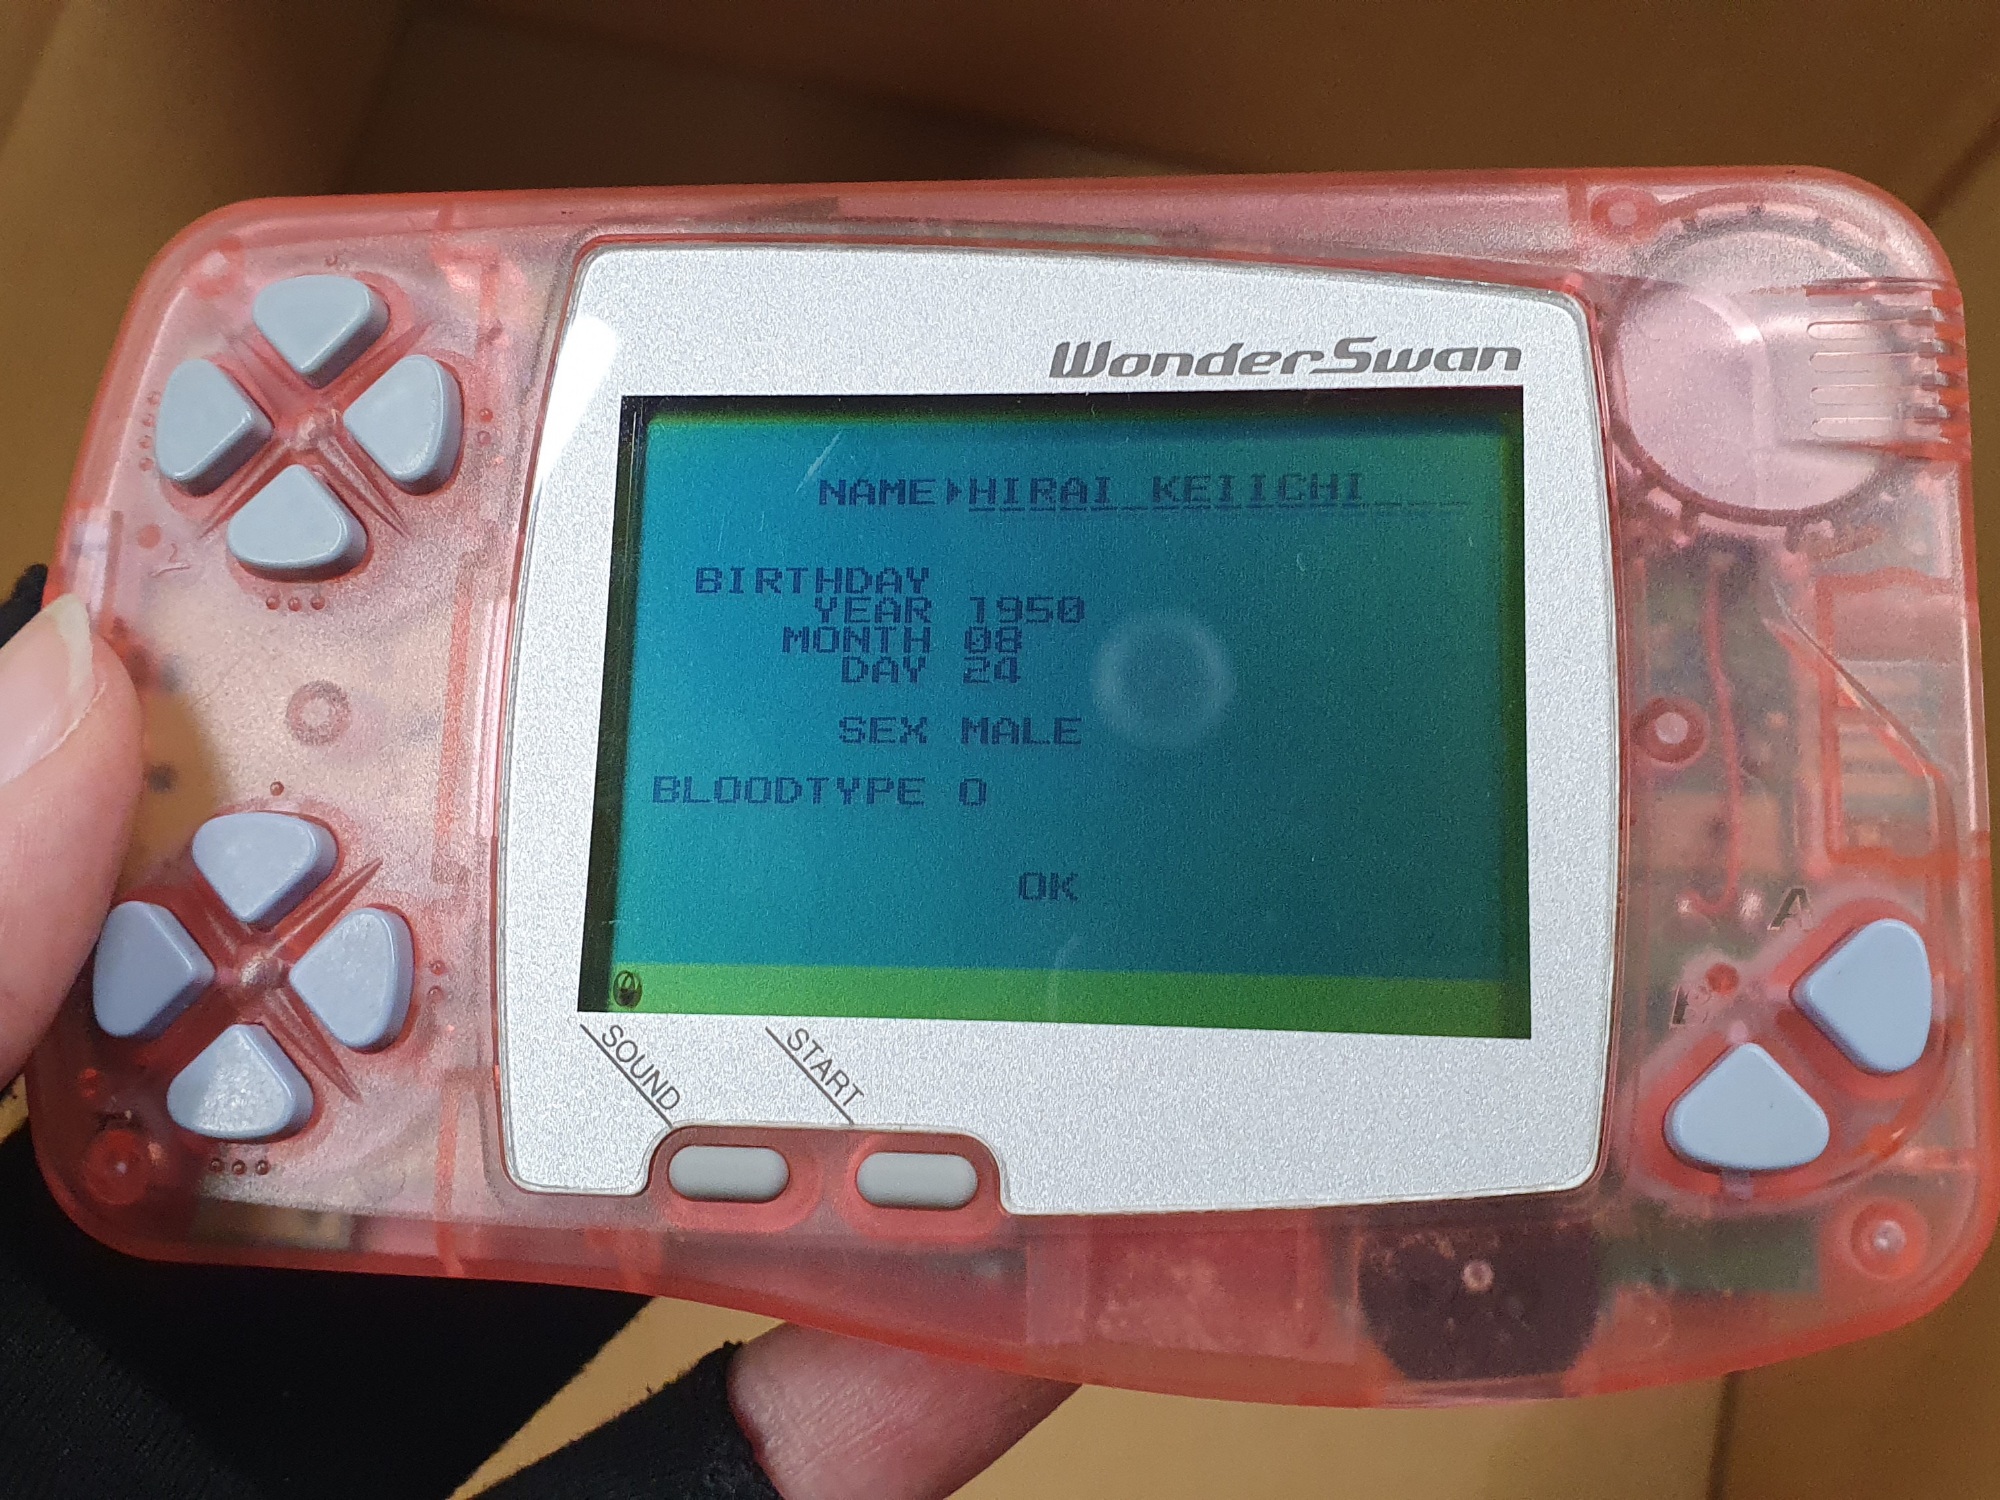 WonderSwan
NAME▶HIRAI KEIICHI
BIRTHDAY
YEAR 1950
MONTH 08
DAY 24
SEX MALE
BLOODTYPE O
OK
SOUND
START
A
B